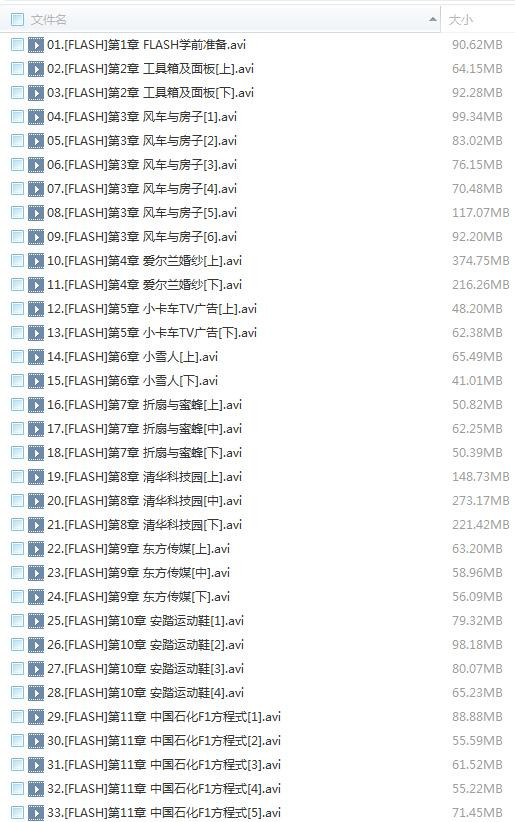 文件名 大小
01.[FLASH]第1章 FLASH学前准备.avi 90.62MB
02.[FLASH]第2章 工具箱及面板[上].avi 64.15MB
03.[FLASH]第2章 工具箱及面板[下].avi 92.28MB
04.[FLASH]第3章 风车与房子[1].avi 99.34MB
05.[FLASH]第3章 风车与房子[2].avi 83.02MB
06.[FLASH]第3章 风车与房子[3].avi 76.15MB
07.[FLASH]第3章 风车与房子[4].avi 70.48MB
08.[FLASH]第3章 风车与房子[5].avi 117.07MB
09.[FLASH]第3章 风车与房子[6].avi 92.20MB
10.[FLASH]第4章 爱尔兰婚纱[上].avi 374.75MB
11.[FLASH]第4章 爱尔兰婚纱[下].avi 216.26MB
12.[FLASH]第5章 小卡车TV广告[上].avi 48.20MB
13.[FLASH]第5章 小卡车TV广告[下].avi 62.38MB
14.[FLASH]第6章 小雪人[上].avi 65.49MB
15.[FLASH]第6章 小雪人[下].avi 41.01MB
16.[FLASH]第7章 折扇与蜜蜂[上].avi 50.82MB
17.[FLASH]第7章 折扇与蜜蜂[中].avi 62.25MB
18.[FLASH]第7章 折扇与蜜蜂[下].avi 50.39MB
19.[FLASH]第8章 清华科技园[上].avi 148.73MB
20.[FLASH]第8章 清华科技园[中].avi 273.17MB
21.[FLASH]第8章 清华科技园[下].avi 221.42MB
22.[FLASH]第9章 东方传媒[上].avi 63.20MB
23.[FLASH]第9章 东方传媒[中].avi 58.96MB
24.[FLASH]第9章 东方传媒[下].avi 56.09MB
25.[FLASH]第10章 安踏运动鞋[1].avi 79.32MB
26.[FLASH]第10章 安踏运动鞋[2].avi 98.18MB
27.[FLASH]第10章 安踏运动鞋[3].avi 80.07MB
28.[FLASH]第10章 安踏运动鞋[4].avi 65.23MB
29.[FLASH]第11章 中国石化F1方程式[1].avi 88.88MB
30.[FLASH]第11章 中国石化F1方程式[2].avi 55.59MB
31.[FLASH]第11章 中国石化F1方程式[3].avi 61.52MB
32.[FLASH]第11章 中国石化F1方程式[4].avi 55.22MB
33.[FLASH]第11章 中国石化F1方程式[5].avi 71.45MB